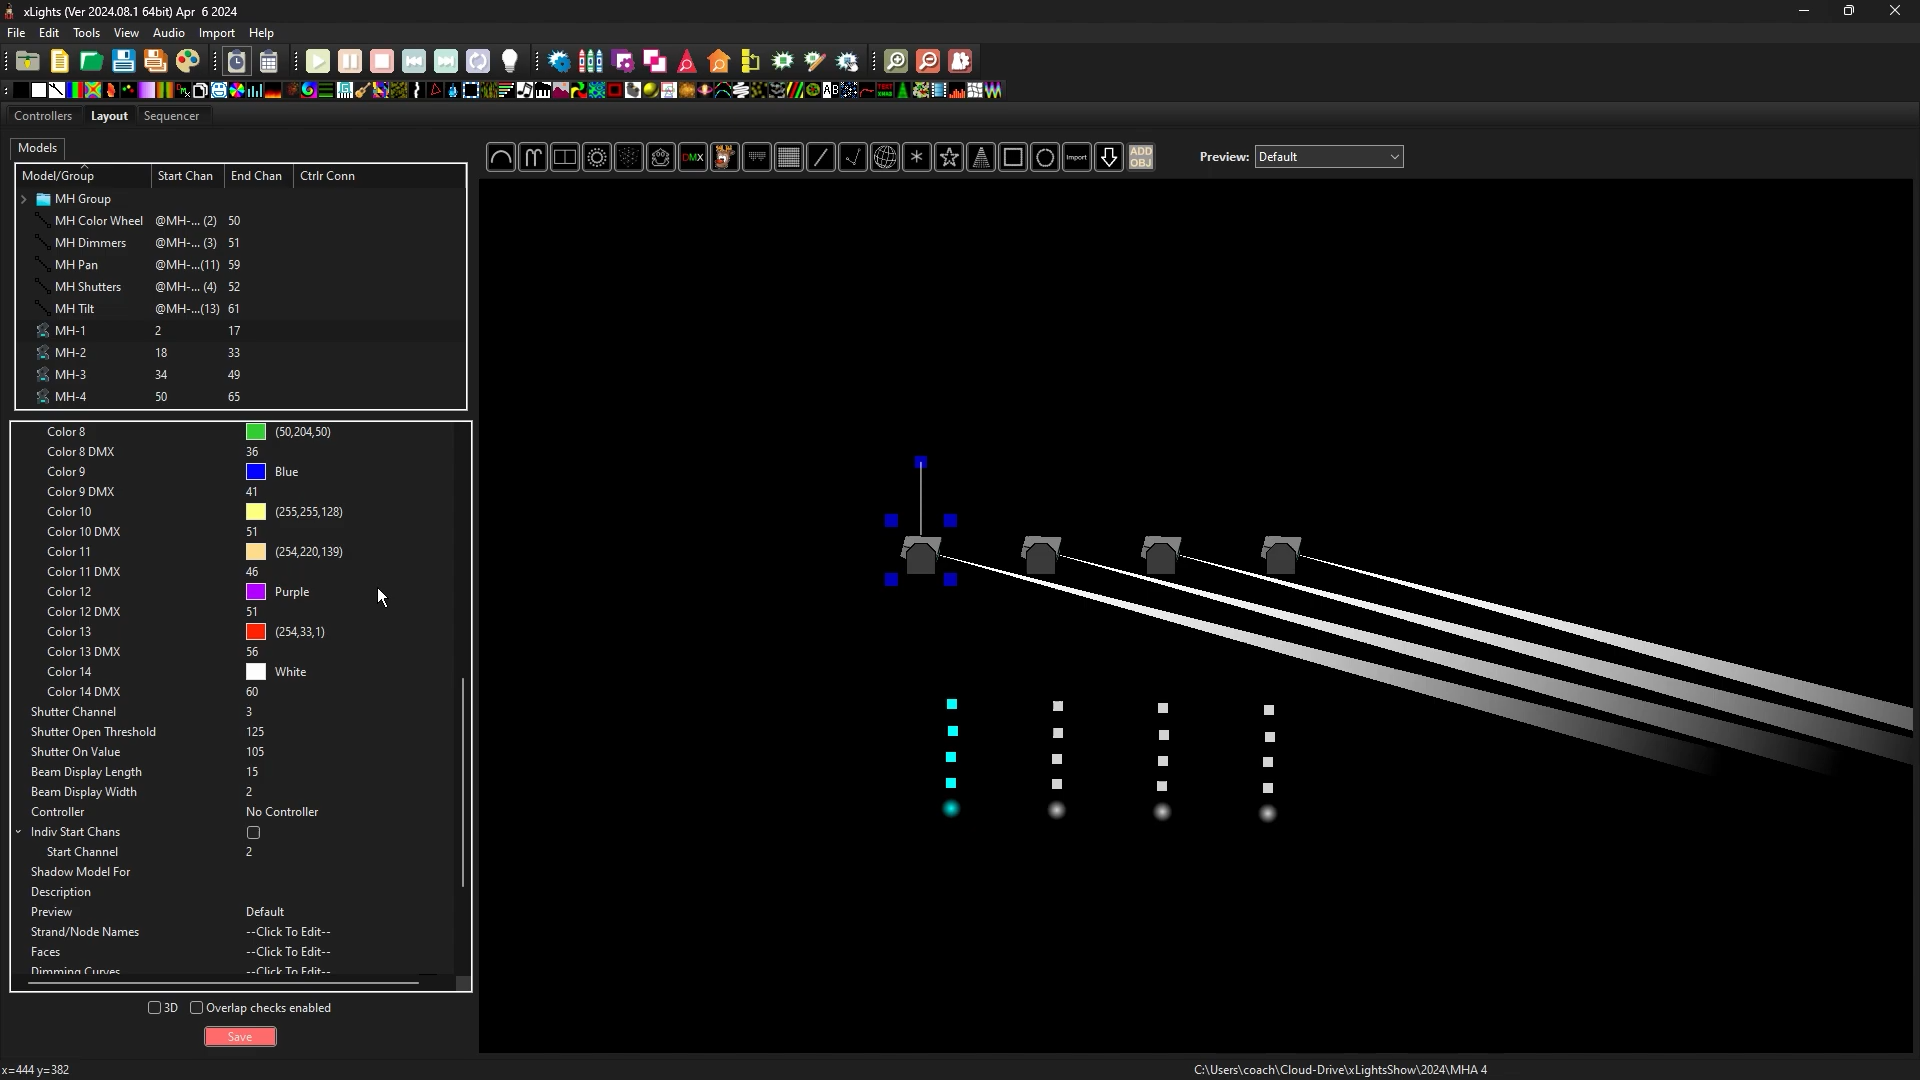 xLights (Ver 2024.08.1 64bit) Apr 6 2024
File Edit Tools View Audio Import Help
Controllers Layout Sequencer
Models
Model/Group Start Chan End Chan Ctrlr Conn
MH Group
MH Color Wheel @MH-... (2) 50
MH Dimmers @MH-... (3) 51
MH Pan @MH-...(11) 59
MH Shutters @MH-... (4) 52
MH Tilt @MH-...(13) 61
MH-1 2 17
MH-2 18 33
MH-3 34 49
MH-4 50 65
DMX
Import
ADD
OBJ
Preview: Default
Color 8 (50,204,50)
Color 8 DMX 36
Color 9 Blue
Color 9 DMX 41
Color 10 (255,255,128)
Color 10 DMX 51
Color 11 (254,220,139)
Color 11 DMX 46
Color 12 Purple
Color 12 DMX 51
Color 13 (254,33,1)
Color 13 DMX 56
Color 14 White
Color 14 DMX 60
Shutter Channel 3
Shutter Open Threshold 125
Shutter On Value 105
Beam Display Length 15
Beam Display Width 2
Controller No Controller
Indiv Start Chans
Start Channel 2
Shadow Model For
Description
Preview Default
Strand/Node Names --Click To Edit--
Faces --Click To Edit--
Dimming Curves --Click To Edit--
3D Overlap checks enabled
Save
x=444 y=382
C:\Users\coach\Cloud-Drive\xLightsShow\2024\MHA 4